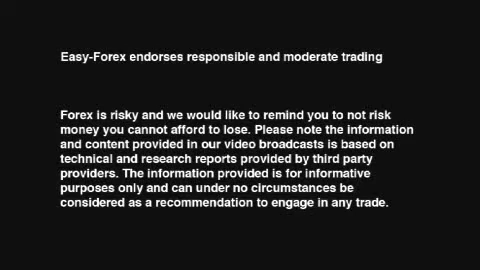 Easy-Forex endorses responsible and moderate trading
Forex is risky and we would like to remind you to not risk
money you cannot afford to lose. Please note the information
and content provided in our video broadcasts is based on
technical and research reports provided by third party
providers. The information provided is for informative
purposes only and can under no circumstances be
considered as a recommendation to engage in any trade.